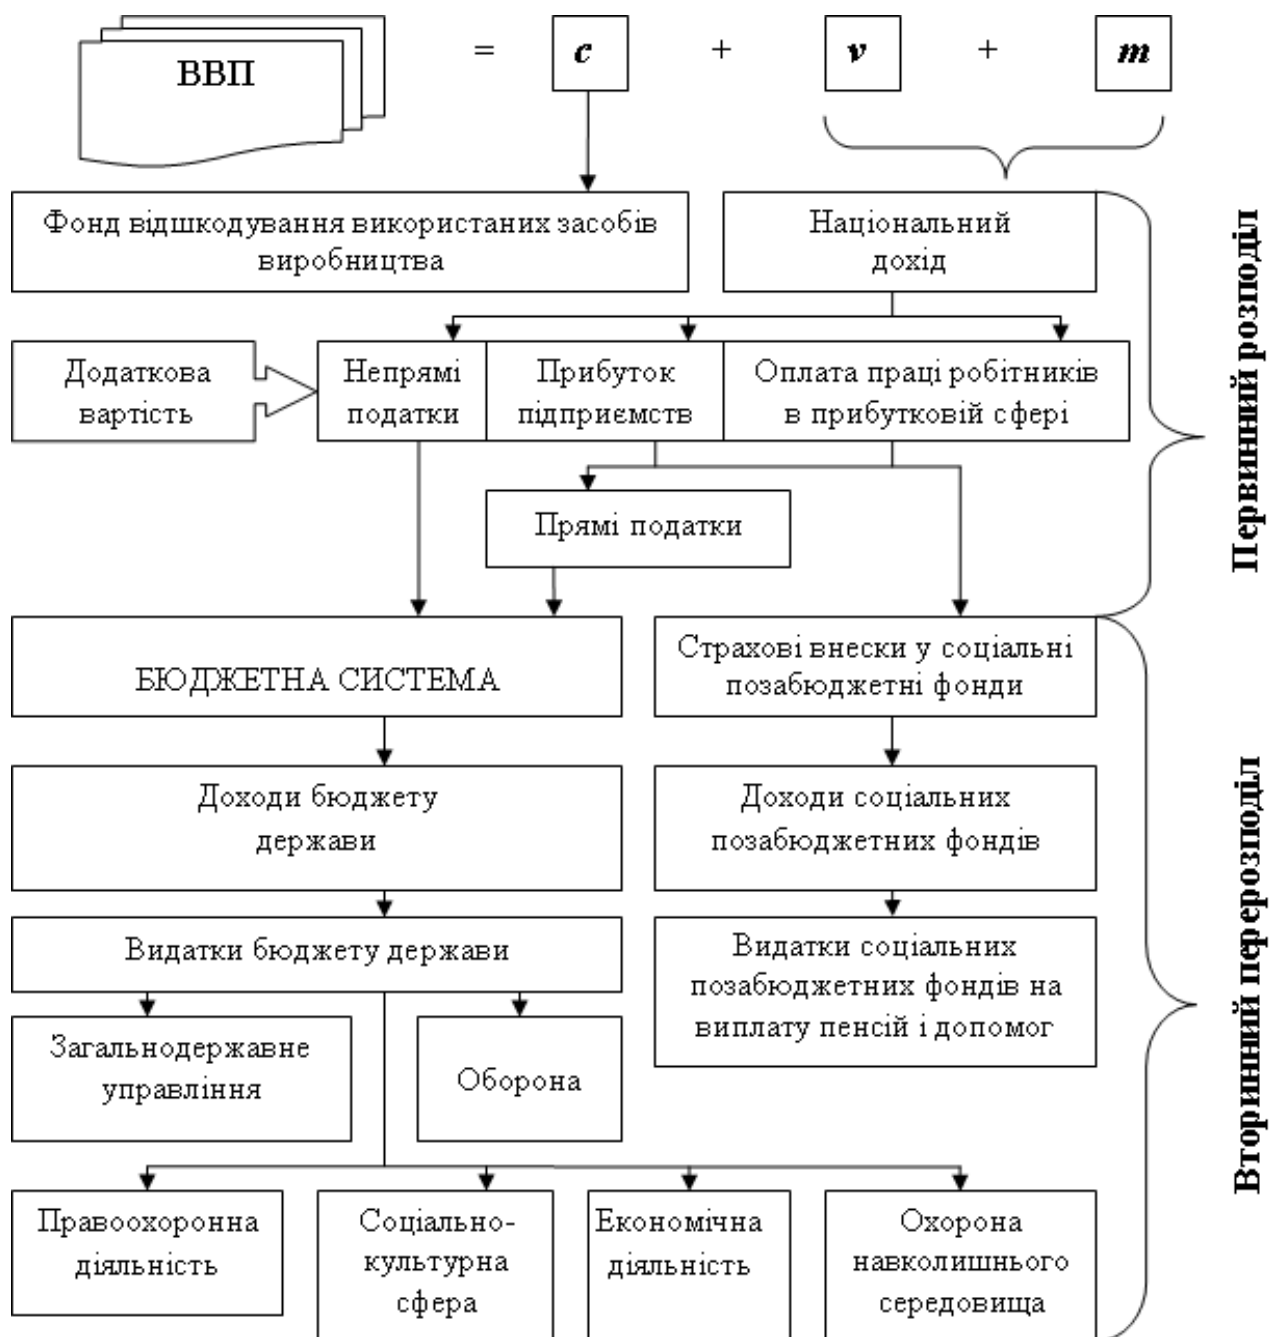 ВВП = c + v + m
Фонд відшкодування використаних засобів
виробництва
Національний
дохід
Додаткова
вартість
Непрямі
податки
Прибуток
підприємств
Оплата праці робітників
в прибутковій сфері
Прямі податки
Первинний розподіл
БЮДЖЕТНА СИСТЕМА
Страхові внески у соціальні
позабюджетні фонди
Доходи бюджету
держави
Доходи соціальних
позабюджетних фондів
Видатки бюджету держави
Видатки соціальних
позабюджетних фондів на
виплату пенсій і допомог
Загальнодержавне
управління
Оборона
Правоохоронна
діяльність
Соціально-
культурна
сфера
Економічна
діяльність
Охорона
навколишнього
середовища
Вторинний перерозподіл